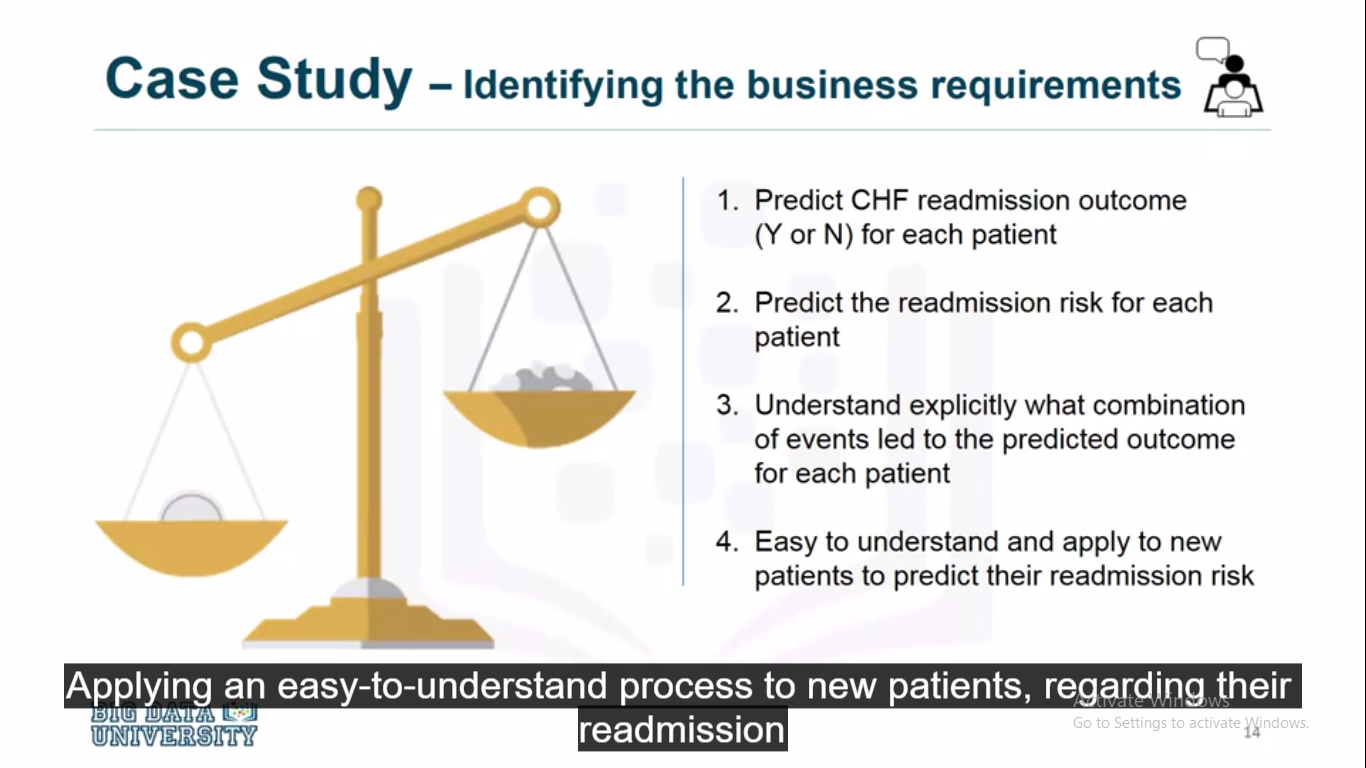 Case Study – Identifying the business requirements
1. Predict CHF readmission outcome
(Y or N) for each patient
2. Predict the readmission risk for each
patient
3. Understand explicitly what combination
of events led to the predicted outcome
for each patient
4. Easy to understand and apply to new
patients to predict their readmission risk
Applying an easy-to-understand process to new patients, regarding their
readmission
BIG DATA
UNIVERSITY
Activate Windows
Go to Settings to activate Windows.
14